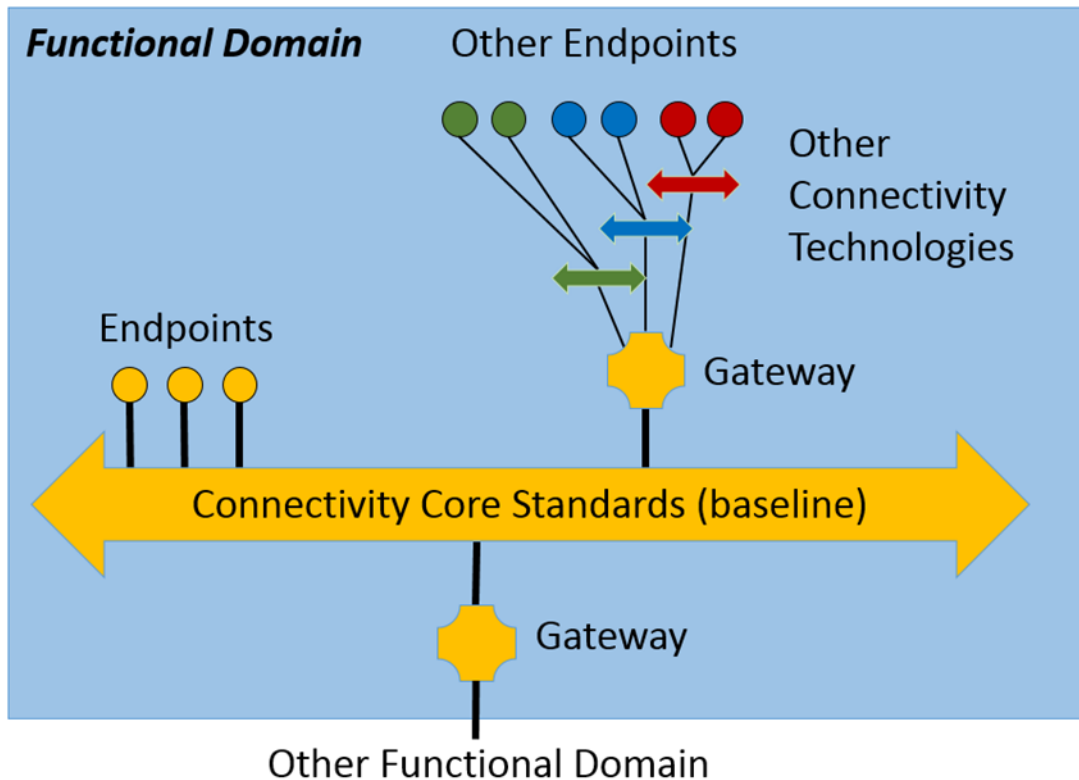 Functional Domain
Other Endpoints
Other
Connectivity
Technologies
Endpoints
Gateway
Connectivity Core Standards (baseline)
Gateway
Other Functional Domain